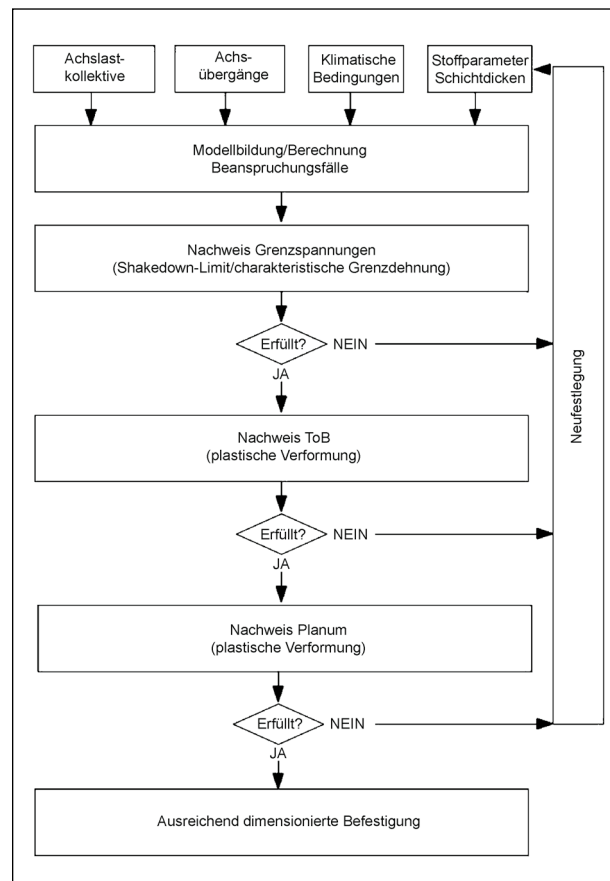 Achslast-
kollektive
Achs-
übergänge
Klimatische
Bedingungen
Stoffparameter
Schichtdicken
Modellbildung/Berechnung
Beanspruchungsfälle
Nachweis Grenzspannungen
(Shakedown-Limit/charakteristische Grenzdehnung)
Erfüllt?
NEIN
JA
Nachweis ToB
(plastische Verformung)
Erfüllt?
NEIN
JA
Nachweis Planum
(plastische Verformung)
Erfüllt?
NEIN
JA
Ausreichend dimensionierte Befestigung
Neufestlegung